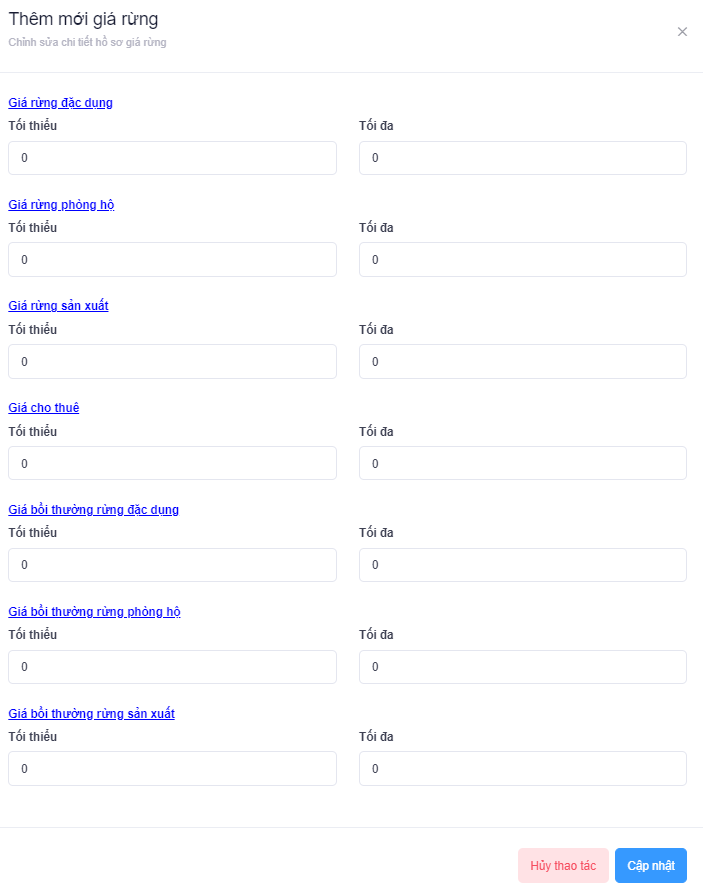 Thêm mới giá rừng
Chỉnh sửa chi tiết hồ sơ giá rừng
×
Giá rừng đặc dụng
Tối thiểu Tối đa
0 0
Giá rừng phòng hộ
Tối thiểu Tối đa
0 0
Giá rừng sản xuất
Tối thiểu Tối đa
0 0
Giá cho thuê
Tối thiểu Tối đa
0 0
Giá bồi thường rừng đặc dụng
Tối thiểu Tối đa
0 0
Giá bồi thường rừng phòng hộ
Tối thiểu Tối đa
0 0
Giá bồi thường rừng sản xuất
Tối thiểu Tối đa
0 0
Hủy thao tác Cập nhật